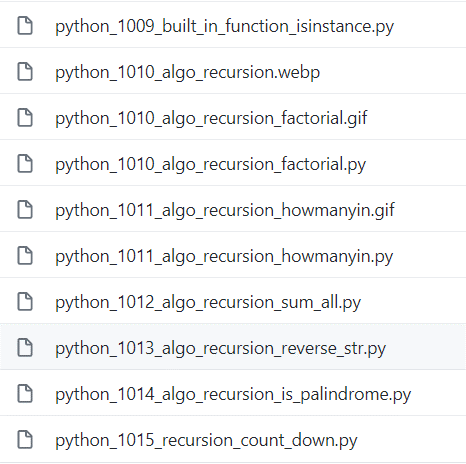 python_1009_built_in_function_isinstance.py
python_1010_algo_recursion.webp
python_1010_algo_recursion_factorial.gif
python_1010_algo_recursion_factorial.py
python_1011_algo_recursion_howmanyin.gif
python_1011_algo_recursion_howmanyin.py
python_1012_algo_recursion_sum_all.py
python_1013_algo_recursion_reverse_str.py
python_1014_algo_recursion_is_palindrome.py
python_1015_recursion_count_down.py